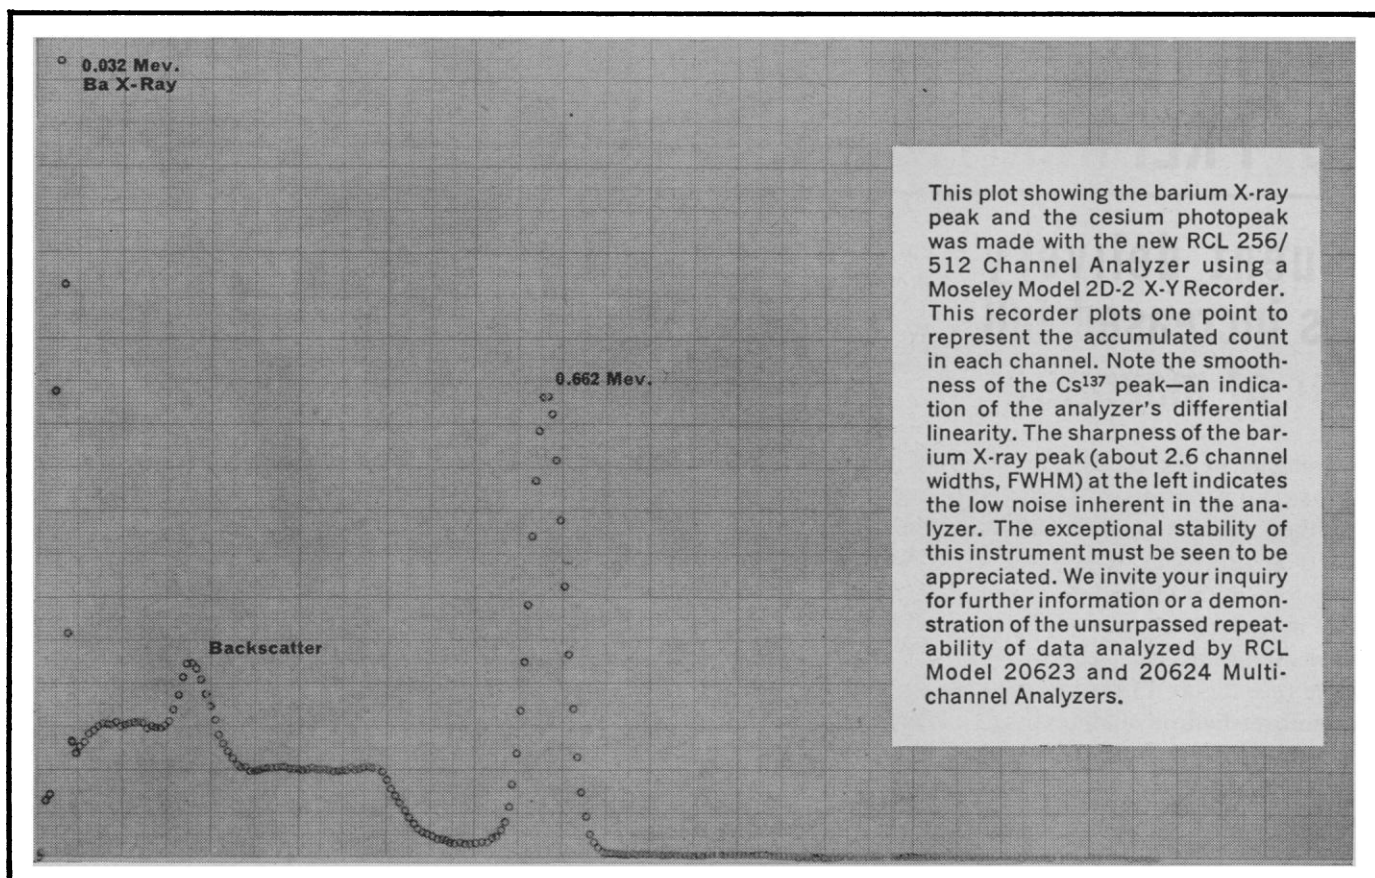 0.032 Mev.
Ba X-Ray
0.662 Mev.
Backscatter
This plot showing the barium X-ray
peak and the cesium photopeak
was made with the new RCL 256/
512 Channel Analyzer using a
Moseley Model 2D-2 X-Y Recorder.
This recorder plots one point to
represent the accumulated count
in each channel. Note the smooth-
ness of the Cs¹³⁷ peak—an indica-
tion of the analyzer's differential
linearity. The sharpness of the bar-
ium X-ray peak (about 2.6 channel
widths, FWHM) at the left indicates
the low noise inherent in the ana-
lyzer. The exceptional stability of
this instrument must be seen to be
appreciated. We invite your inquiry
for further information or a demon-
stration of the unsurpassed repeat-
ability of data analyzed by RCL
Model 20623 and 20624 Multi-
channel Analyzers.